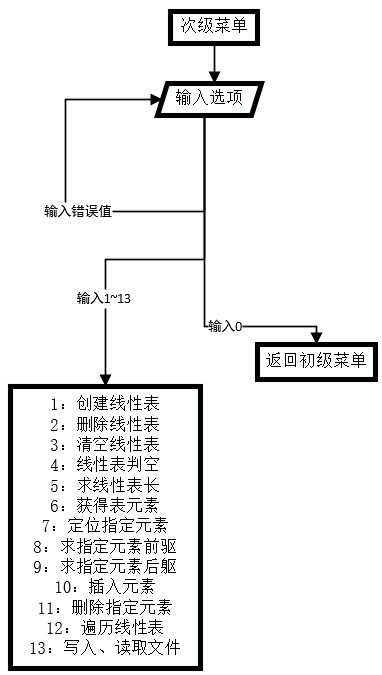 次级菜单
输入选项
输入错误值
输入1~13
输入0
返回初级菜单
1：创建线性表
2：删除线性表
3：清空线性表
4：线性表判空
5：求线性表长
6：获得表元素
7：定位指定元素
8：求指定元素前驱
9：求指定元素后躯
10：插入元素
11：删除指定元素
12：遍历线性表
13：写入、读取文件